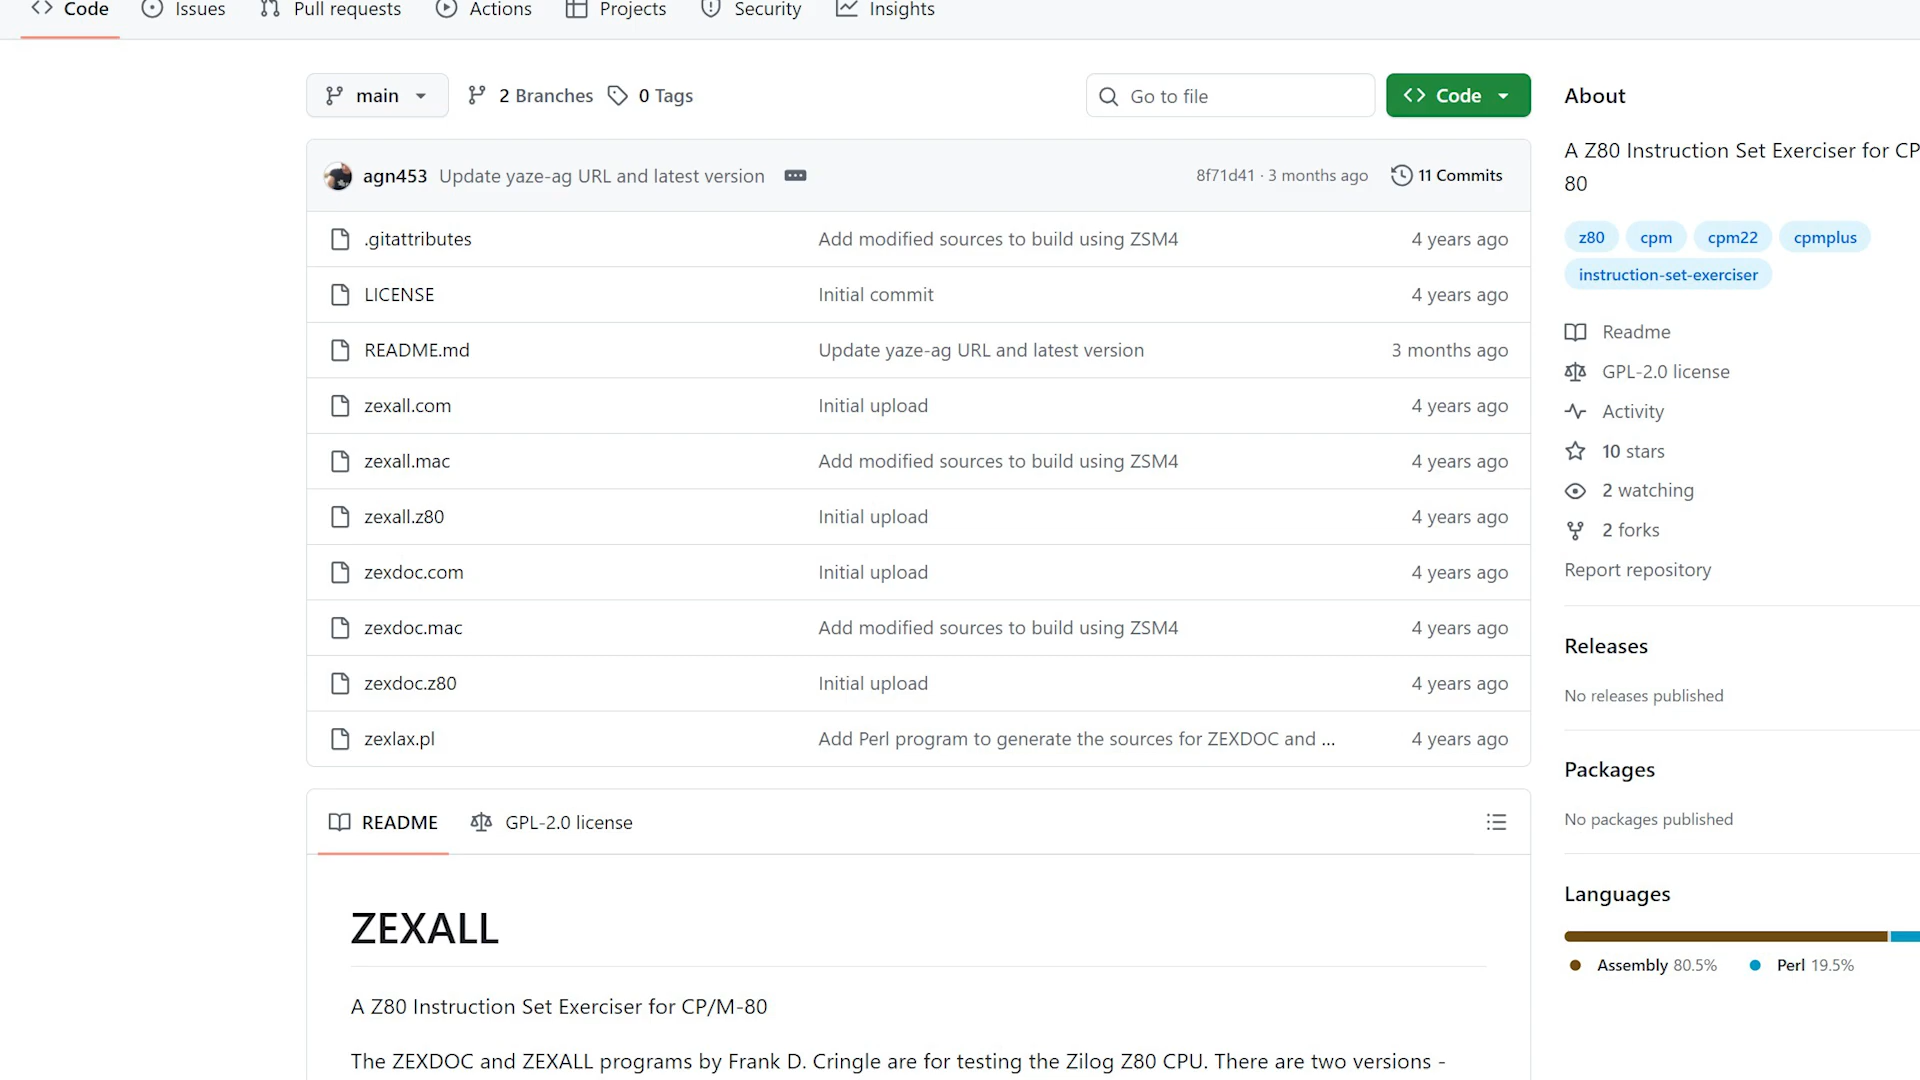 Code Issues Pull requests Actions Projects Security Insights
main 2 Branches 0 Tags Go to file Code
agn453 Update yaze-ag URL and latest version 8f71d41 · 3 months ago 11 Commits
.gitattributes Add modified sources to build using ZSM4 4 years ago
LICENSE Initial commit 4 years ago
README.md Update yaze-ag URL and latest version 3 months ago
zexall.com Initial upload 4 years ago
zexall.mac Add modified sources to build using ZSM4 4 years ago
zexall.z80 Initial upload 4 years ago
zexdoc.com Initial upload 4 years ago
zexdoc.mac Add modified sources to build using ZSM4 4 years ago
zexdoc.z80 Initial upload 4 years ago
zexlax.pl Add Perl program to generate the sources for ZEXDOC and ... 4 years ago
README GPL-2.0 license
ZEXALL
A Z80 Instruction Set Exerciser for CP/M-80
The ZEXDOC and ZEXALL programs by Frank D. Cringle are for testing the Zilog Z80 CPU. There are two versions -
About
A Z80 Instruction Set Exerciser for CP
80
z80 cpm cpm22 cpmplus
instruction-set-exerciser
Readme
GPL-2.0 license
Activity
10 stars
2 watching
2 forks
Report repository
Releases
No releases published
Packages
No packages published
Languages
Assembly 80.5% Perl 19.5%